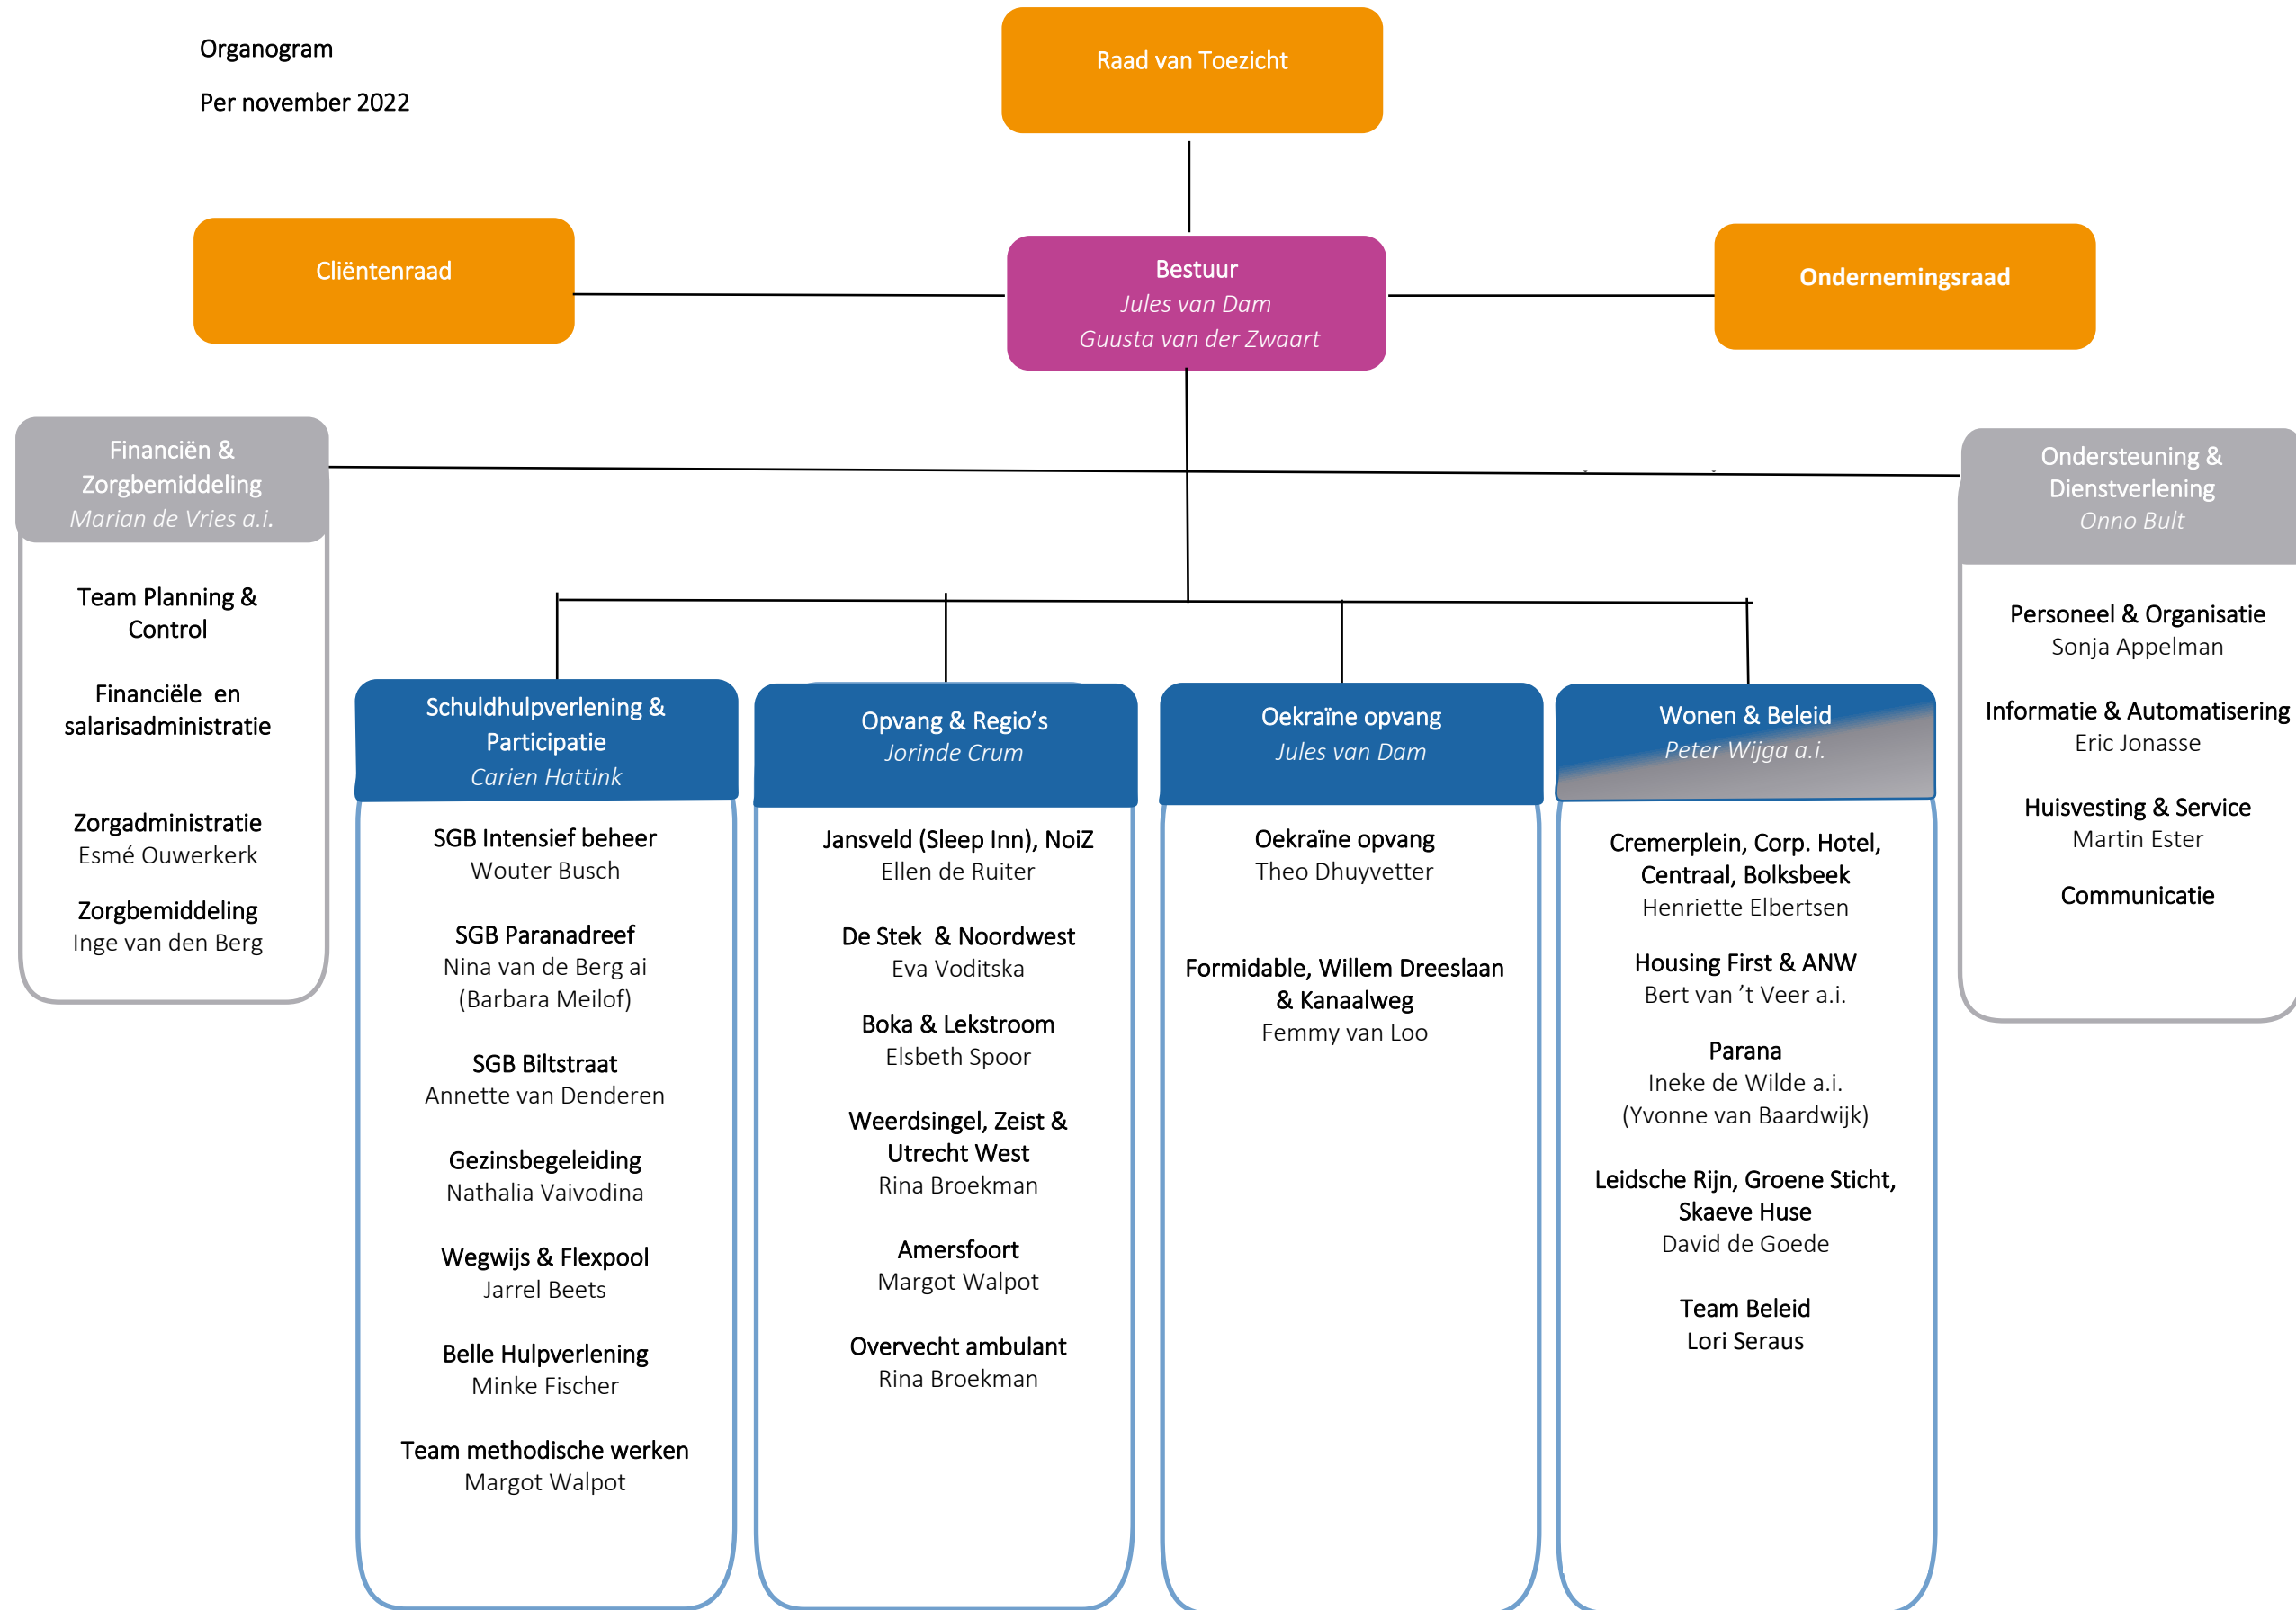 Organogram
Per november 2022
Raad van Toezicht
Cliëntenraad
Bestuur
Jules van Dam
Guusta van der Zwaart
Ondernemingsraad
Financiën &
Zorgbemiddeling
Marian de Vries a.i.
Team Planning &
Control
Financiële en
salarisadministratie
Zorgadministratie
Esmé Ouwerkerk
Zorgbemiddeling
Inge van den Berg
Schuldhulpverlening &
Participatie
Carien Hattink
SGB Intensief beheer
Wouter Busch
SGB Paranadreef
Nina van de Berg ai
(Barbara Meilof)
SGB Biltstraat
Annette van Denderen
Gezinsbegeleiding
Nathalia Vaivodina
Wegwijs & Flexpool
Jarrel Beets
Belle Hulpverlening
Minke Fischer
Team methodische werken
Margot Walpot
Opvang & Regio’s
Jorinde Crum
Jansveld (Sleep Inn), NoiZ
Ellen de Ruiter
De Stek & Noordwest
Eva Voditska
Boka & Lekstroom
Elsbeth Spoor
Weerdsingel, Zeist &
Utrecht West
Rina Broekman
Amersfoort
Margot Walpot
Overvecht ambulant
Rina Broekman
Oekraïne opvang
Jules van Dam
Oekraïne opvang
Theo Dhuyvetter
Formidable, Willem Dreeslaan
& Kanaalweg
Femmy van Loo
Wonen & Beleid
Peter Wijga a.i.
Cremerplein, Corp. Hotel,
Centraal, Bolksbeek
Henriette Elbertsen
Housing First & ANW
Bert van ’t Veer a.i.
Parana
Ineke de Wilde a.i.
(Yvonne van Baardwijk)
Leidsche Rijn, Groene Sticht,
Skaeve Huse
David de Goede
Team Beleid
Lori Seraus
Ondersteuning &
Dienstverlening
Onno Bult
Personeel & Organisatie
Sonja Appelman
Informatie & Automatisering
Eric Jonasse
Huisvesting & Service
Martin Ester
Communicatie